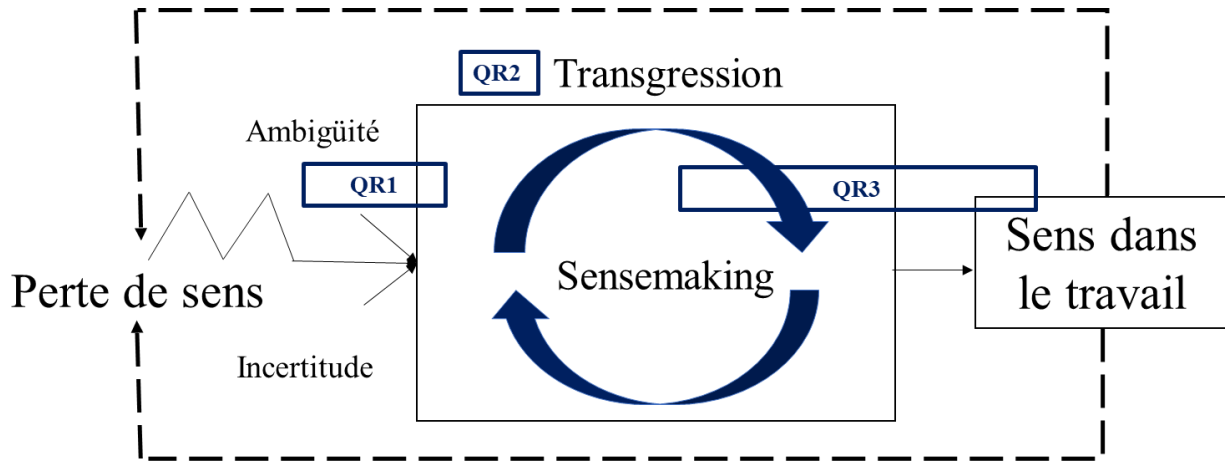 QR2 Transgression
Ambigüité
QR1
QR3
Sens dans
le travail
Sensemaking
Perte de sens
Incertitude